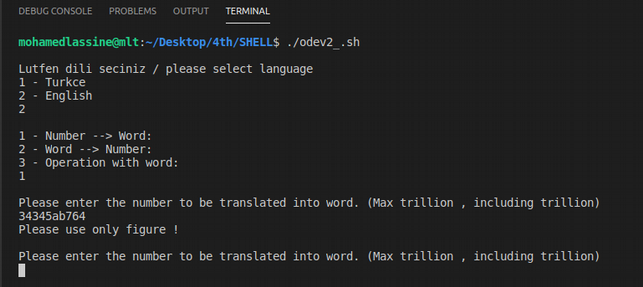 DEBUG CONSOLE PROBLEMS OUTPUT TERMINAL
mohamedlassine@mlt:~/Desktop/4th/SHELL$ ./odev2_.sh
Lutfen dili seciniz / please select language
1 - Turkce
2 - English
2
1 - Number --> Word:
2 - Word --> Number:
3 - Operation with word:
1
Please enter the number to be translated into word. (Max trillion , including trillion)
34345ab764
Please use only figure !
Please enter the number to be translated into word. (Max trillion , including trillion)